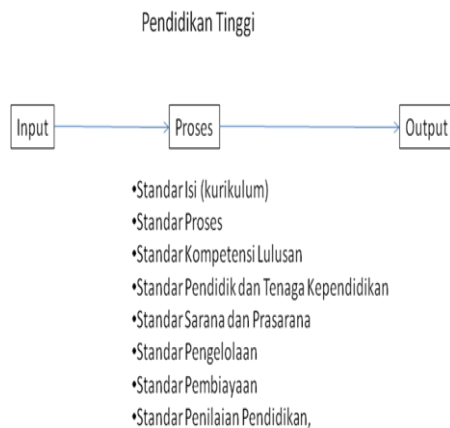 Pendidikan Tinggi
Input
Proses
Output
•Standar Isi (kurikulum)
•Standar Proses
•Standar Kompetensi Lulusan
•Standar Pendidik dan Tenaga Kependidikan
•Standar Sarana dan Prasarana
•Standar Pengelolaan
•Standar Pembiayaan
•Standar Penilaian Pendidikan,